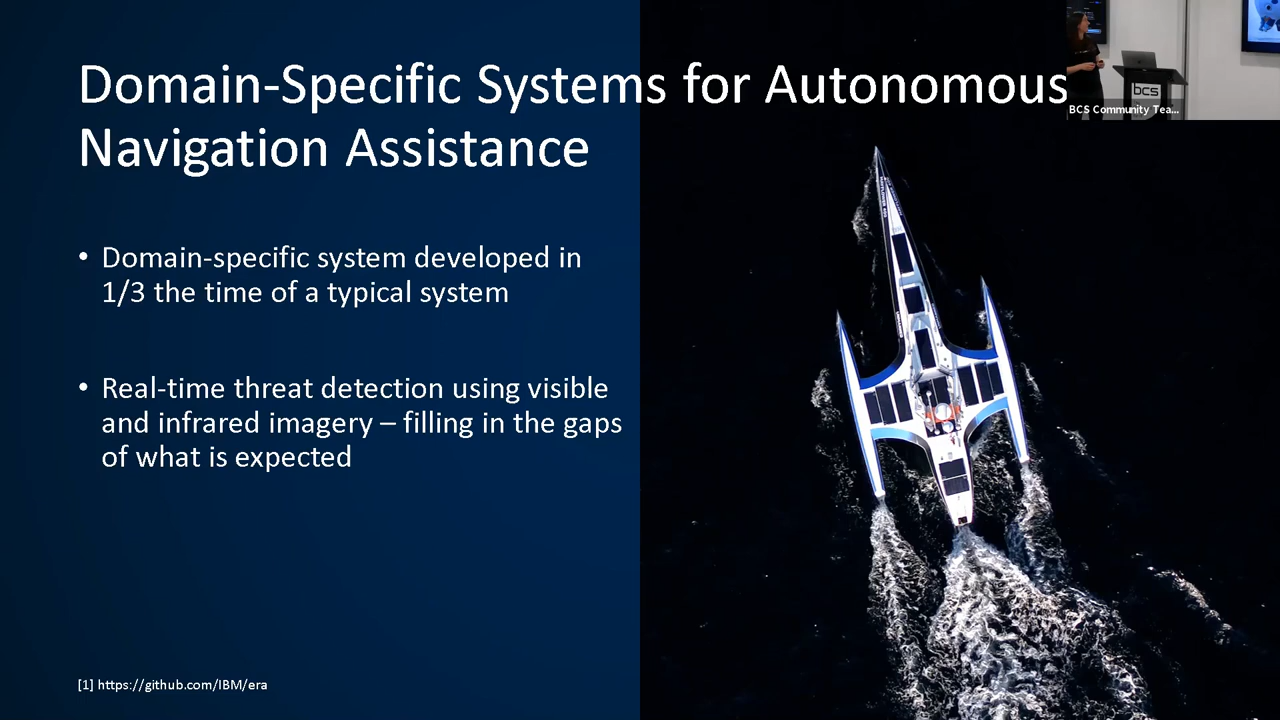 Domain-Specific Systems for Autonomous
Navigation Assistance
bcs
BCS Community Tea...
• Domain-specific system developed in
1/3 the time of a typical system
• Real-time threat detection using visible
and infrared imagery – filling in the gaps
of what is expected
[1] https://github.com/IBM/era